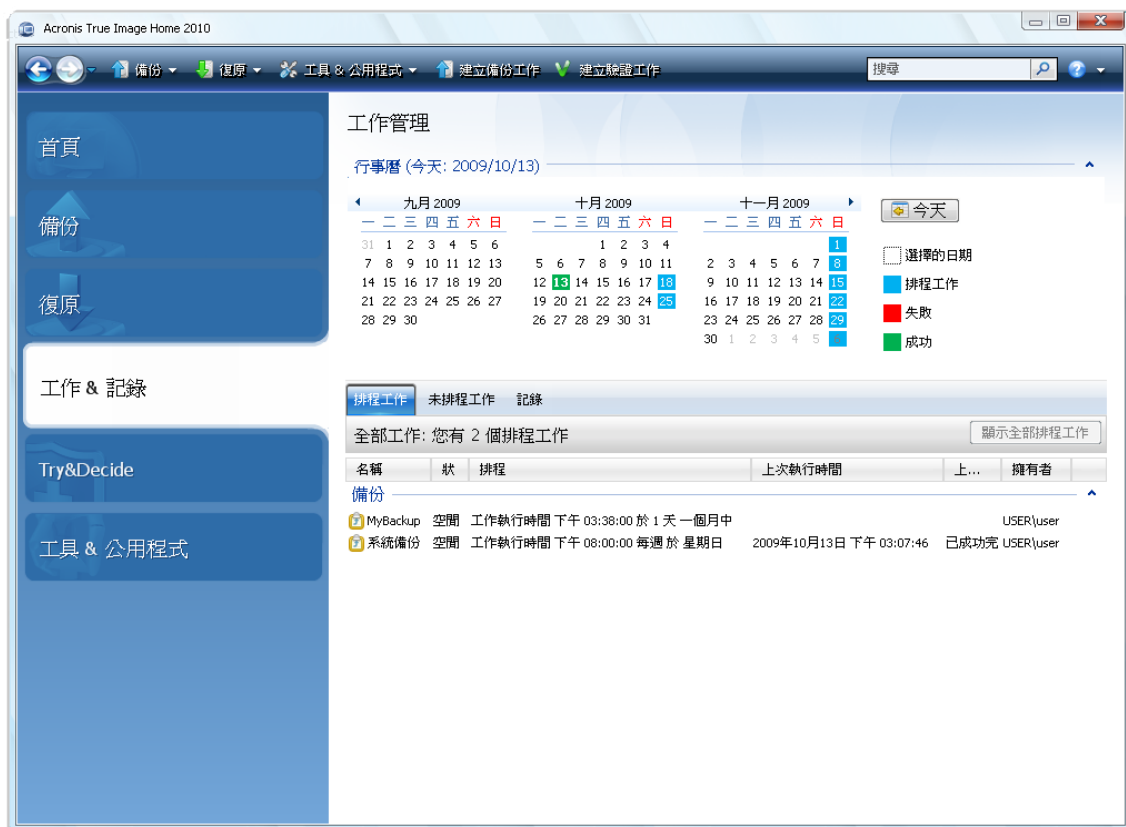 Acronis True Image Home 2010
備份 復原 工具 & 公用程式 建立備份工作 建立驗證工作 搜尋
首頁
備份
復原
工作 & 記錄
Try&Decide
工具 & 公用程式
工作管理
行事曆 (今天: 2009/10/13)
九月 2009 十月 2009 十一月 2009
一 二 三 四 五 六 日 一 二 三 四 五 六 日 一 二 三 四 五 六 日
31 1 2 3 4 5 6 1 2 3 4 1
7 8 9 10 11 12 13 5 6 7 8 9 10 11 2 3 4 5 6 7 8
14 15 16 17 18 19 20 12 13 14 15 16 17 18 9 10 11 12 13 14 15
21 22 23 24 25 26 27 19 20 21 22 23 24 25 16 17 18 19 20 21 22
28 29 30 26 27 28 29 30 31 23 24 25 26 27 28 29
30 1 2 3 4 5
今天
選擇的日期
排程工作
失敗
成功
排程工作 未排程工作 記錄
全部工作: 您有 2 個排程工作 顯示全部排程工作
名稱 狀 排程 上次執行時間 上... 擁有者
備份
MyBackup 空閒 工作執行時間 下午 03:38:00 於 1 天 一個月中 USER\user
系統備份 空閒 工作執行時間 下午 08:00:00 每週 於 星期日 2009年10月13日 下午 03:07:46 已成功完 USER\user